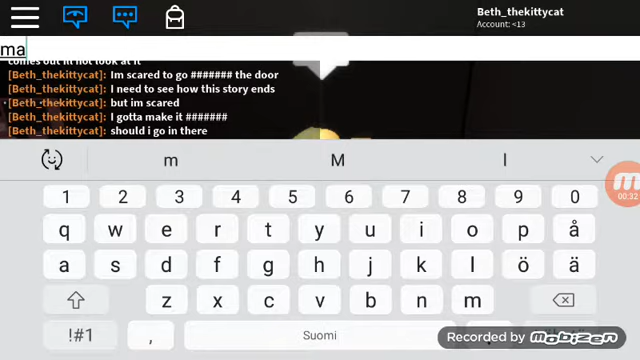 Beth_thekittycat
Account: <13
ma
comes out im not look at it
[Beth_thekittycat]: Im scared to go ####### the door
[Beth_thekittycat]: I need to see how this story ends
[Beth_thekittycat]: but im scared
[Beth_thekittycat]: I gotta make it #######
[Beth_thekittycat]: should i go in there
m M l
1 2 3 4 5 6 7 8 9 0
q w e r t y u i o p å
a s d f g h j k l ö ä
z x c v b n m
!#1 , Suomi
00:32
Recorded by mobizen